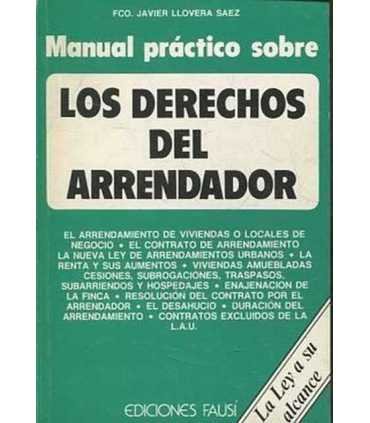 FCO. JAVIER LLOVERA SAEZ
Manual práctico sobre
LOS DERECHOS
DEL
ARRENDADOR
EL ARRENDAMIENTO DE VIVIENDAS O LOCALES DE
NEGOCIO • EL CONTRATO DE ARRENDAMIENTO
LA NUEVA LEY DE ARRENDAMIENTOS URBANOS • LA
RENTA Y SUS AUMENTOS • VIVIENDAS AMUEBLADAS
CESIONES, SUBROGACIONES, TRASPASOS,
SUBARRIENDOS Y HOSPEDAJES • ENAJENACION DE
LA FINCA • RESOLUCIÓN DEL CONTRATO POR EL
ARRENDADOR • EL DESAHUCIO • DURACIÓN DEL
ARRENDAMIENTO • CONTRATOS EXCLUIDOS DE LA
L.A.U.
La Ley a su
alcance
EDICIONES FAUSÍ